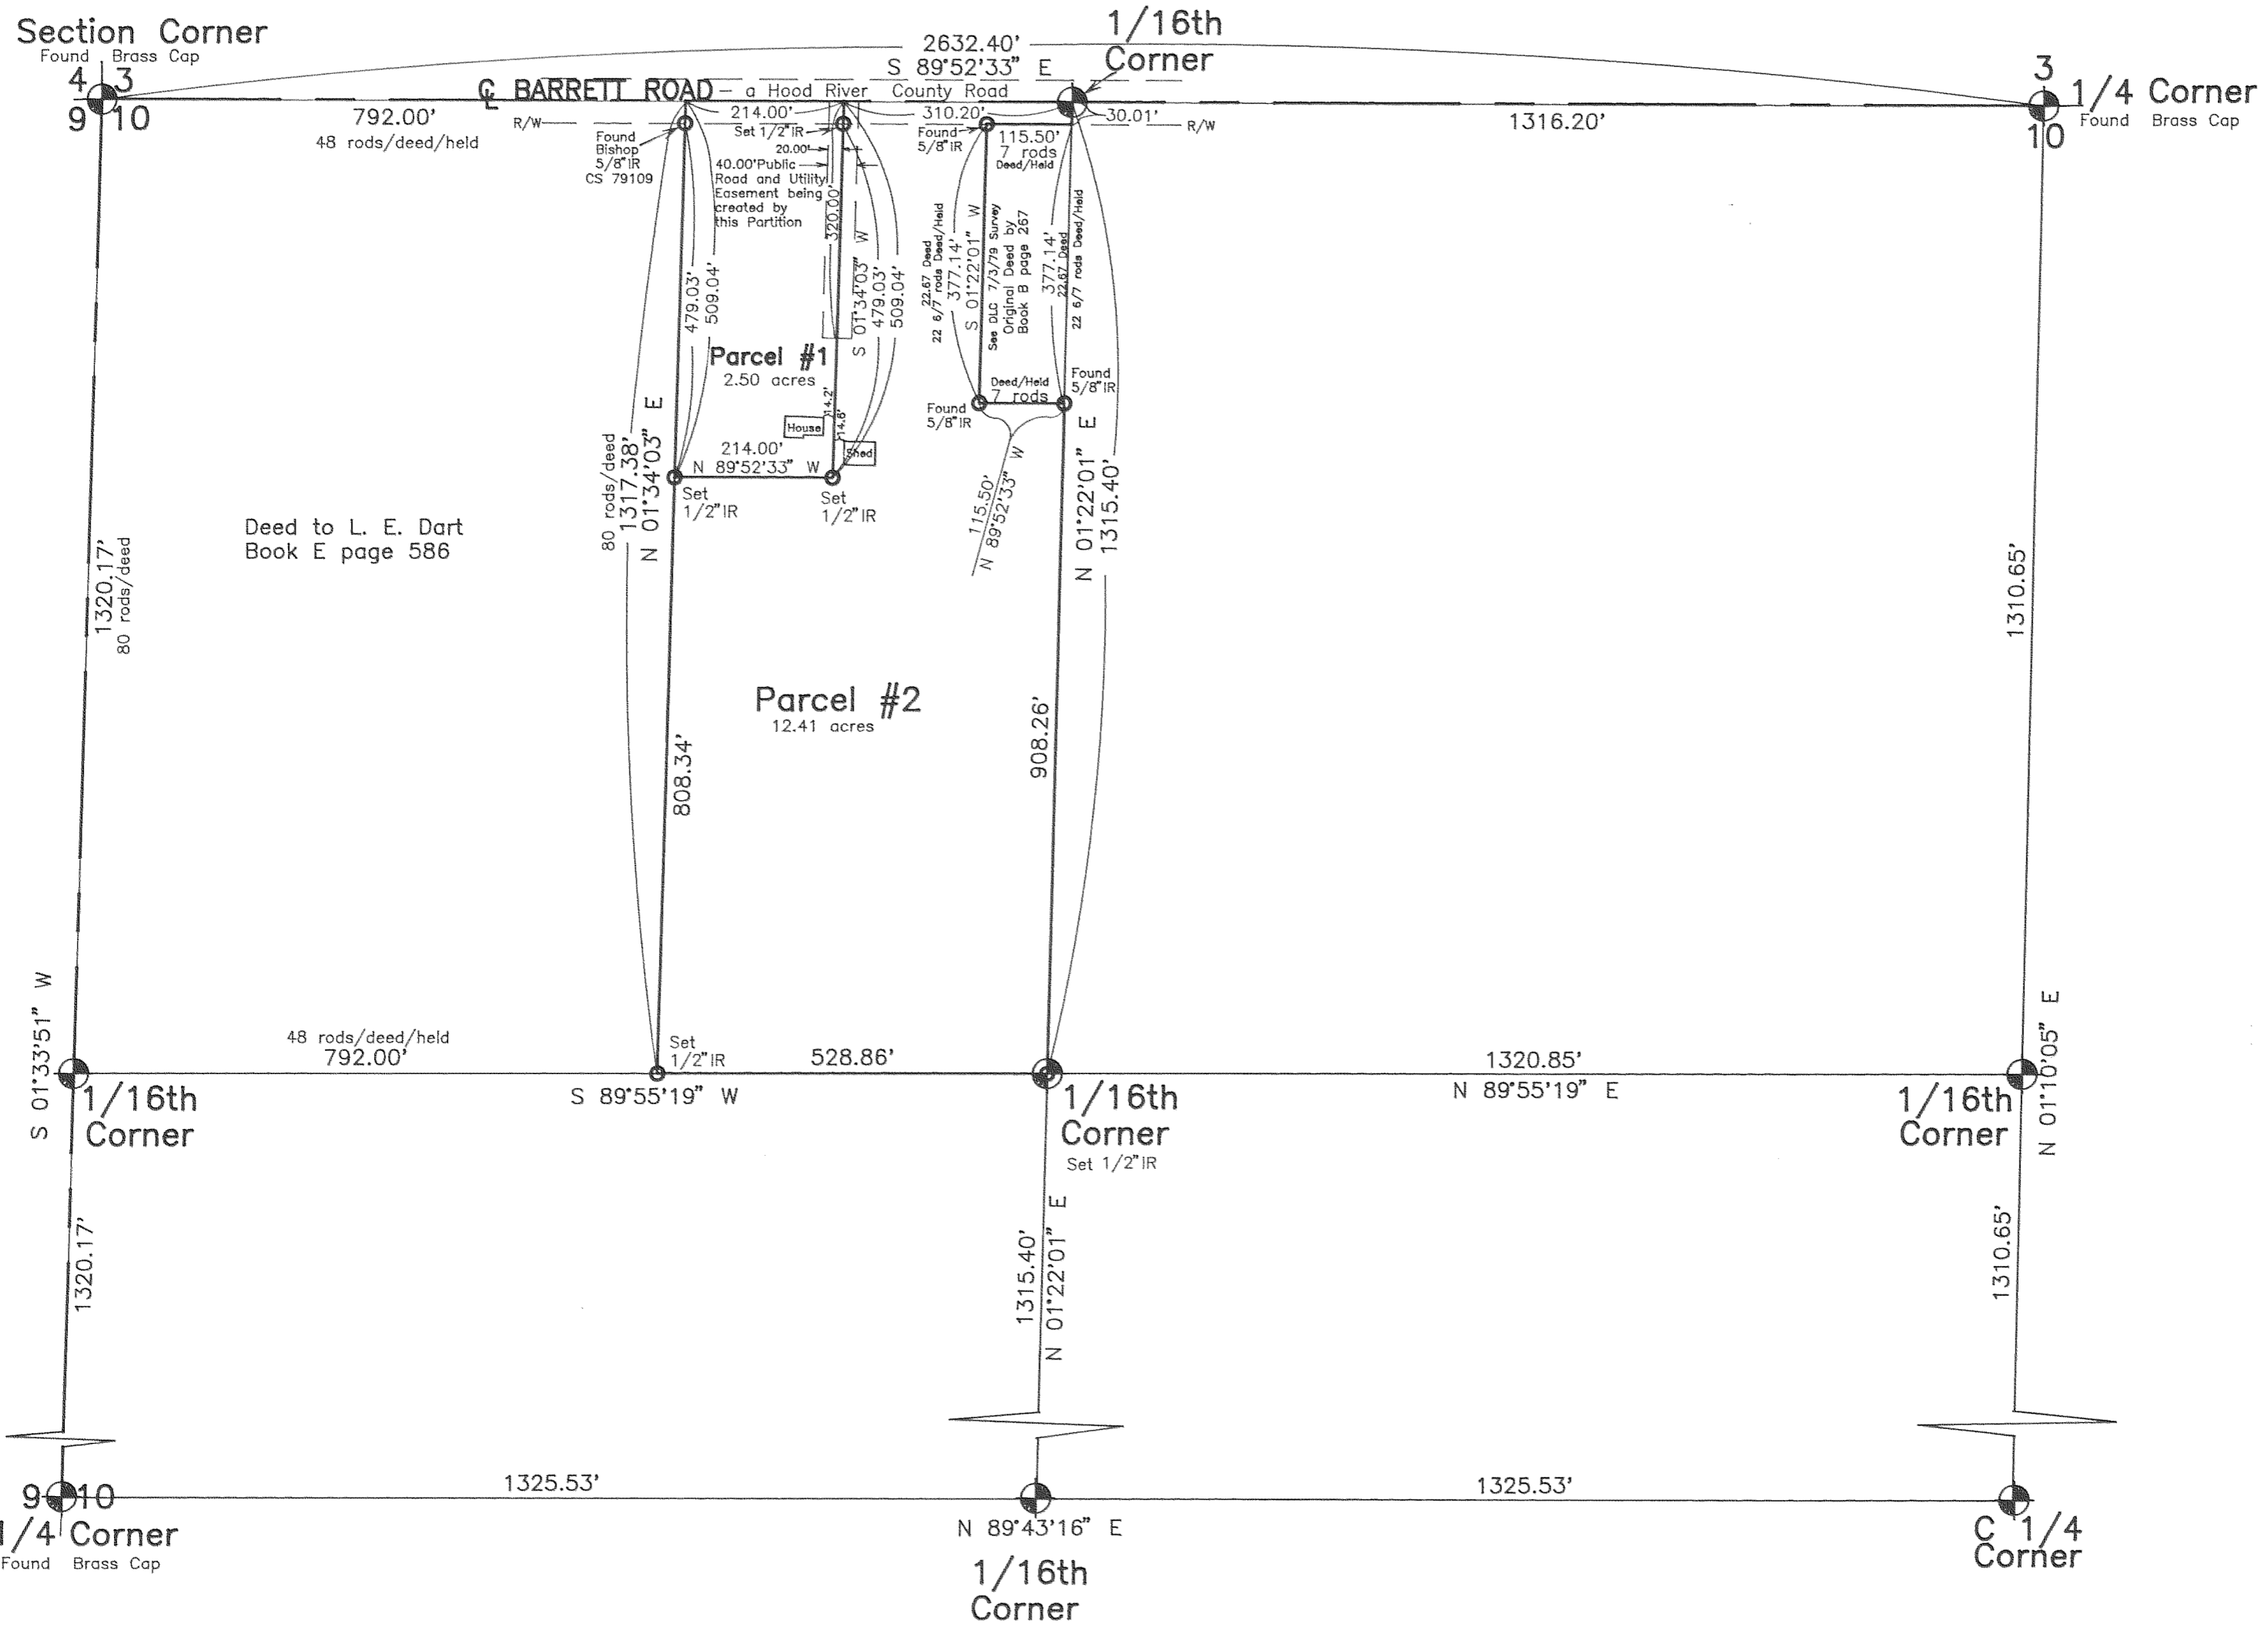 Section Corner
Found Brass Cap
4 3
9 10
2632.40'
S 89°52'33" E
1/16th
Corner
3
10
1/4 Corner
Found Brass Cap
℄ BARRETT ROAD – a Hood River County Road
792.00'
48 rods/deed/held
R/W
214.00'
310.20'
30.01'
R/W
1316.20'
Found
Bishop
5/8"IR
CS 79109
Set 1/2"IR
20.00'
40.00'Public
Road and Utility
Easement being
created by
this Partition
320.00'
Found
5/8"IR
115.50'
7 rods
Deed/Held
479.03'
509.04'
S 01°34'03" W
479.03'
509.04'
22.67 Deed
22 6/7 rods Deed/Held
377.14'
S 01°22'01" W
See DLC 7/3/79 Survey
Original Deed by
Book B page 267
377.14'
22.67 Deed
22 6/7 rods Deed/Held
Parcel #1
2.50 acres
House
14.2'
14.6'
Shed
214.00'
N 89°52'33" W
Set
1/2"IR
Set
1/2"IR
Found
5/8"IR
Deed/Held
7 rods
Found
5/8"IR
115.50'
N 89°52'33" W
80 rods/deed
1317.38'
N 01°34'03" E
N 01°22'01" E
1315.40'
Deed to L. E. Dart
Book E page 586
1320.17'
80 rods/deed
1310.65'
Parcel #2
12.41 acres
808.34'
908.26'
S 01°33'51" W
48 rods/deed/held
792.00'
Set
1/2"IR
528.86'
S 89°55'19" W
1320.85'
N 89°55'19" E
N 01°10'05" E
1/16th
Corner
1/16th
Corner
Set 1/2"IR
1/16th
Corner
1320.17'
1315.40'
N 01°22'01" E
1310.65'
1325.53'
1325.53'
9 10
1/4 Corner
Found Brass Cap
N 89°43'16" E
1/16th
Corner
C 1/4
Corner